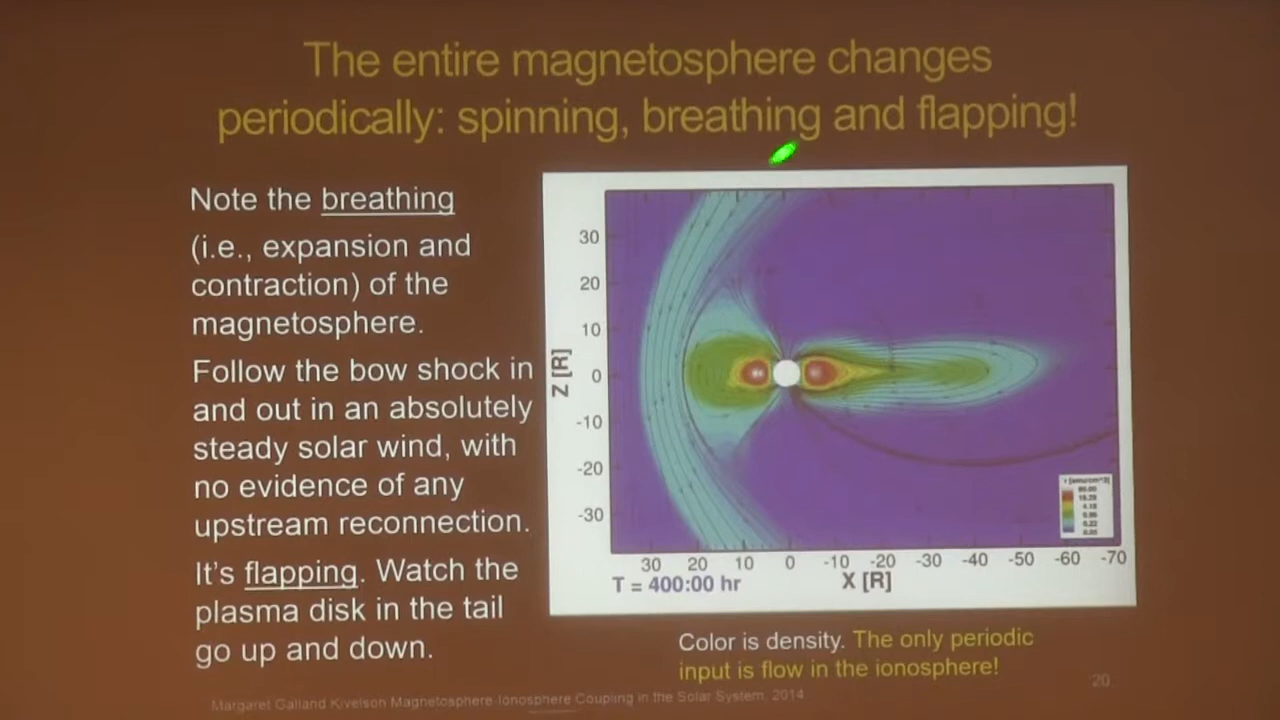 The entire magnetosphere changes
periodically: spinning, breathing and flapping!
Note the breathing
(i.e., expansion and
contraction) of the
magnetosphere.
Follow the bow shock in
and out in an absolutely
steady solar wind, with
no evidence of any
upstream reconnection.
It's flapping. Watch the
plasma disk in the tail
go up and down.
Z [R]
30
20
10
0
-10
-20
-30
30 20 10 0 -10 -20 -30 -40 -50 -60 -70
T = 400:00 hr
X [R]
Color is density. The only periodic
input is flow in the ionosphere!
Margaret Galland Kivelson Magnetosphere-Ionosphere Coupling in the Solar System, 2014
20